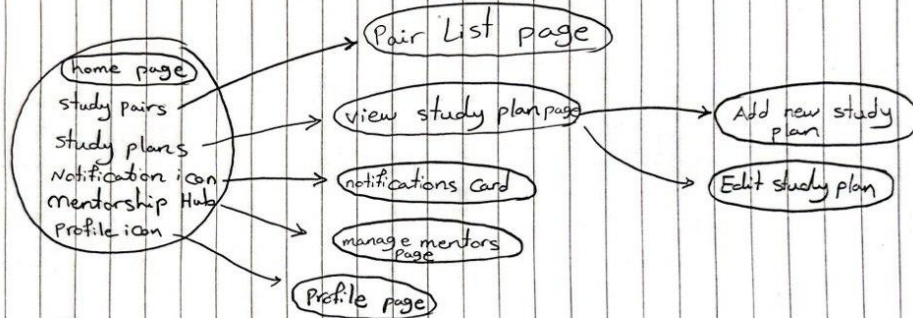 home page
study pairs
study plans
Notification icon
mentorship Hub
Profile icon
Pair List page
view study plan page
notifications card
manage mentors
page
Profile page
Add new study
plan
Edit study plan